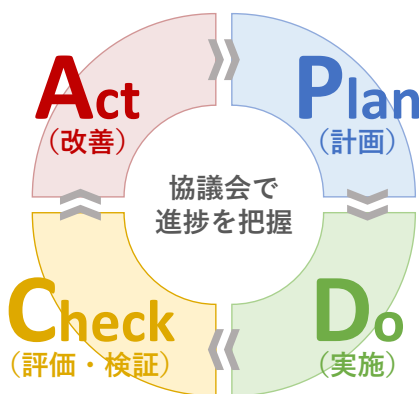 Act
（改善）
Plan
（計画）
協議会で
進捗を把握
Check
（評価・検証）
Do
（実施）